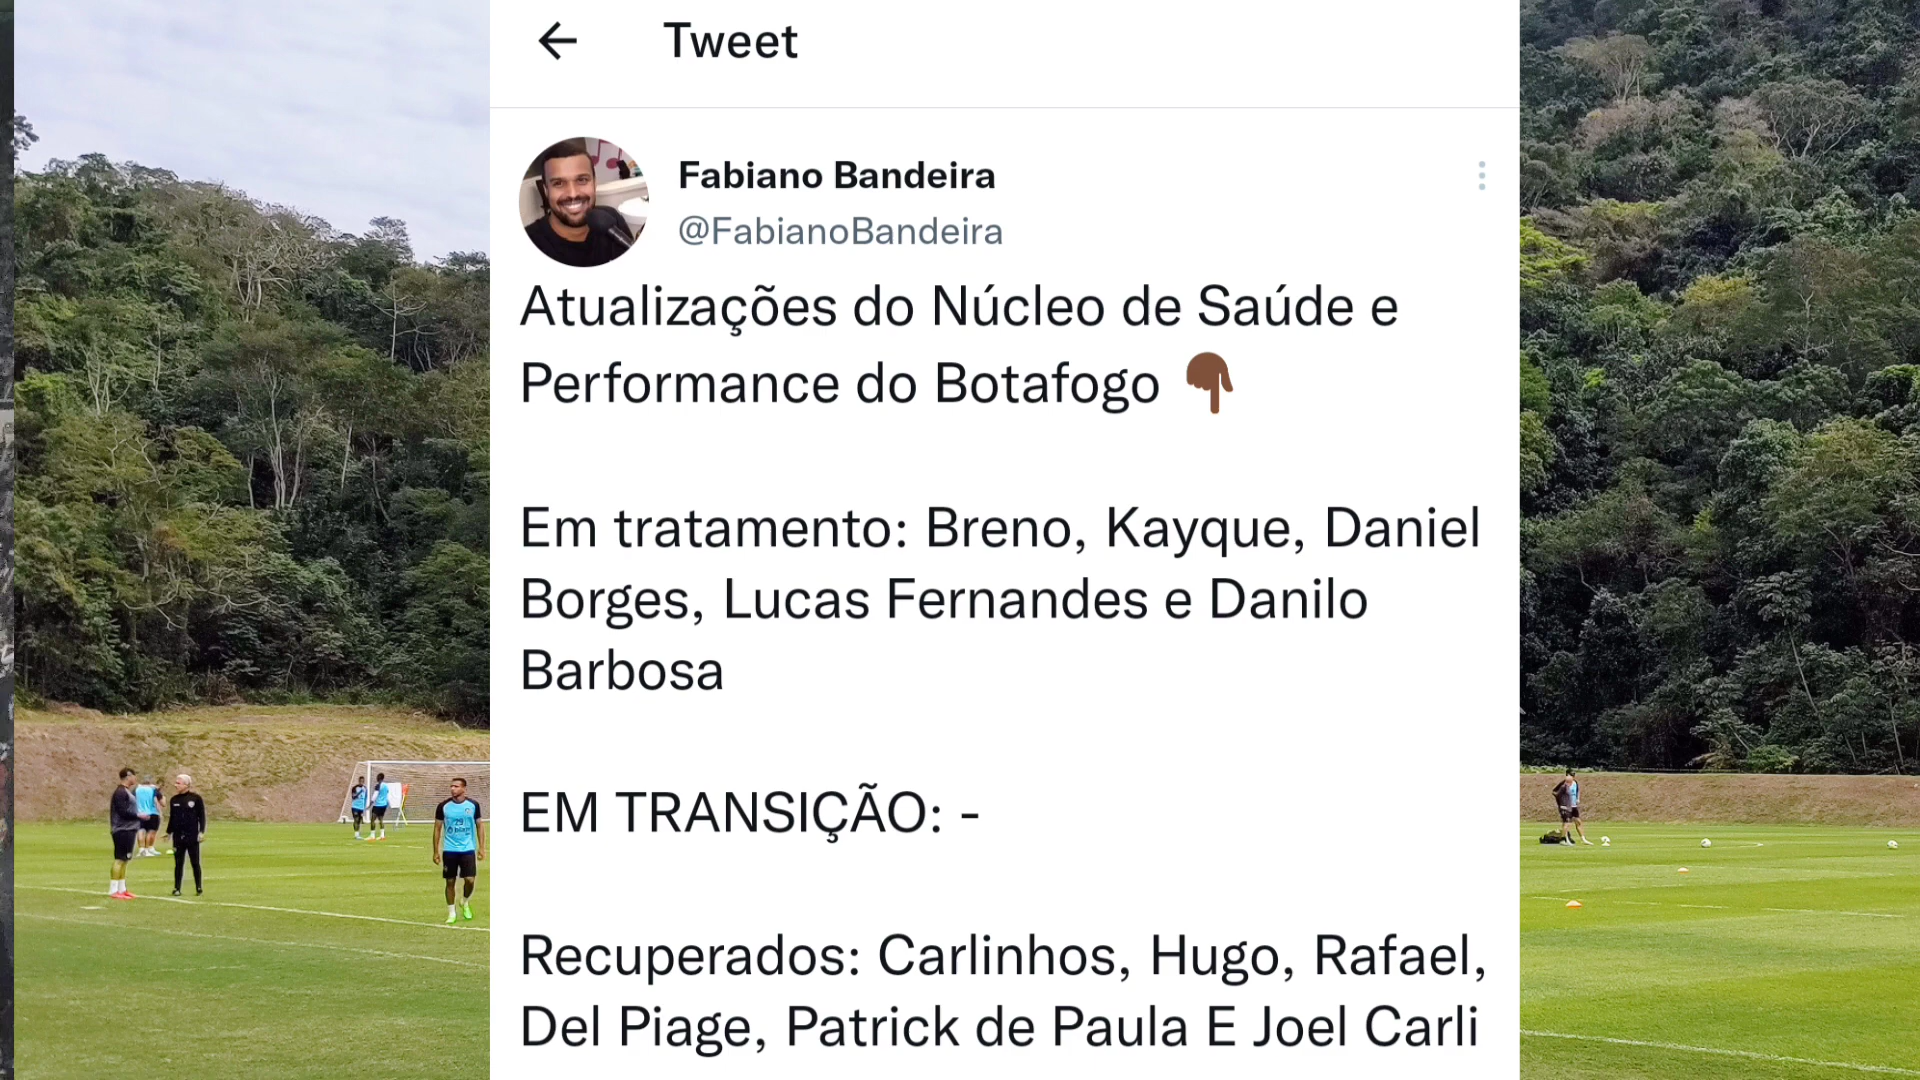 Tweet
Fabiano Bandeira
@FabianoBandeira
Atualizações do Núcleo de Saúde e
Performance do Botafogo 👇🏾
Em tratamento: Breno, Kayque, Daniel
Borges, Lucas Fernandes e Danilo
Barbosa
EM TRANSIÇÃO: -
Recuperados: Carlinhos, Hugo, Rafael,
Del Piage, Patrick de Paula E Joel Carli
29